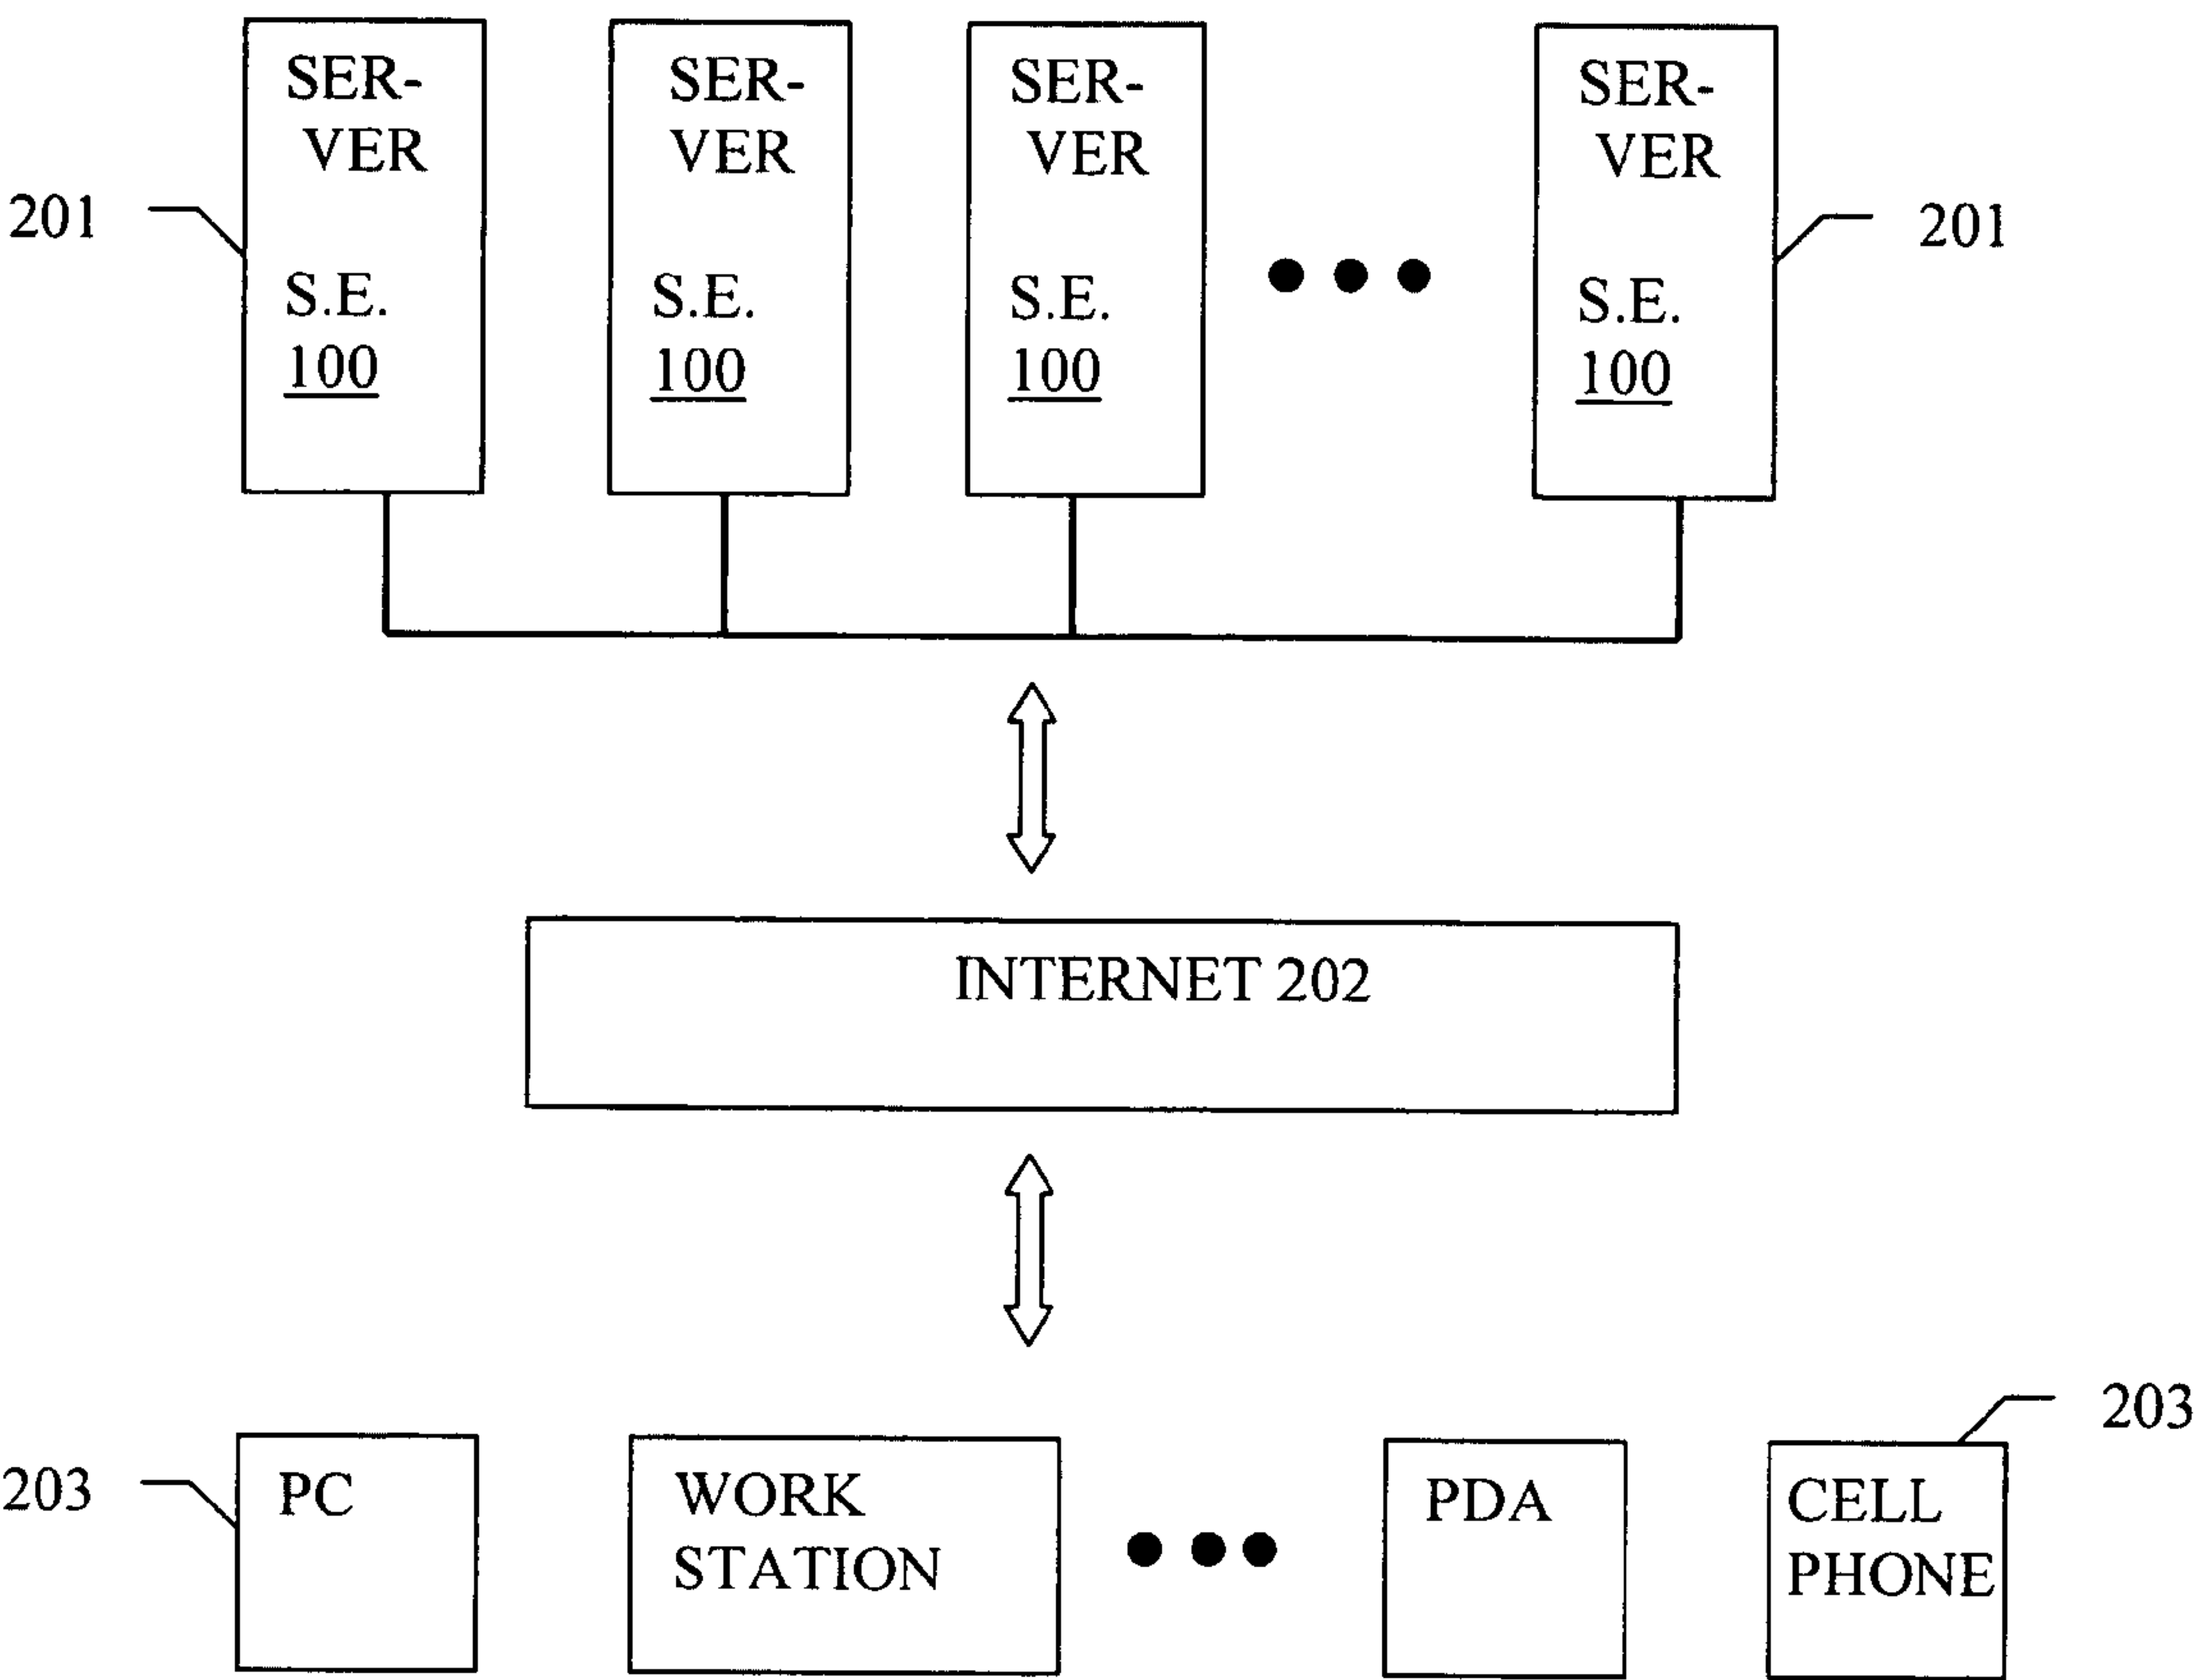 SER-
VER
S.E.
100
SER-
VER
S.E.
100
SER-
VER
S.E.
100
SER-
VER
S.E.
100
201
201
INTERNET 202
203
PC
WORK
STATION
PDA
CELL
PHONE
203